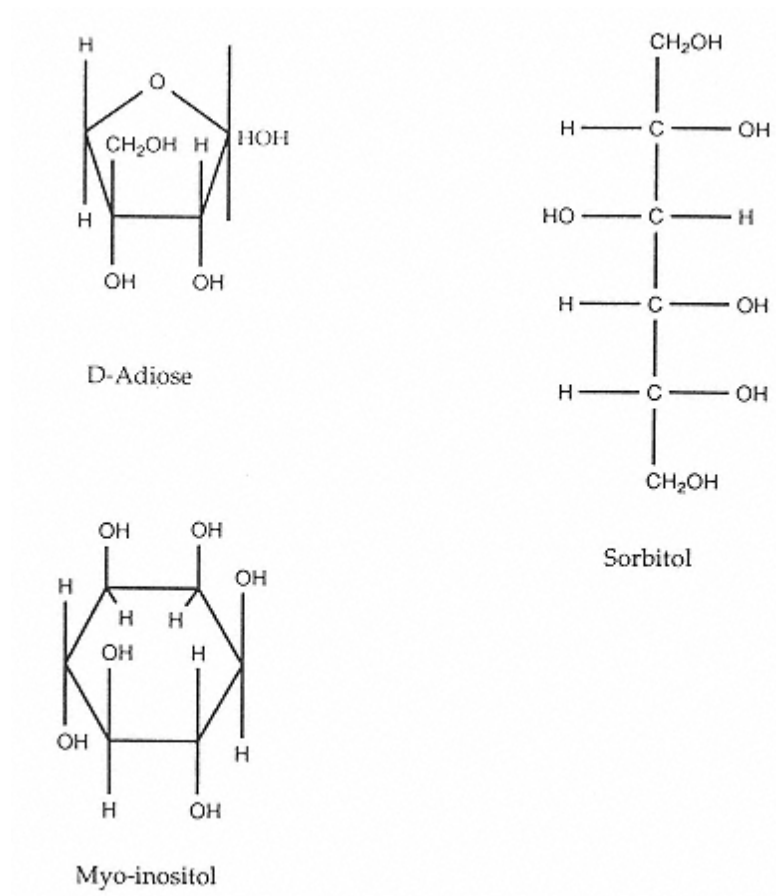 H
O
CH₂OH H
HOH
H
OH OH
D-Adiose
CH₂OH
H C OH
HO C H
H C OH
H C OH
CH₂OH
Sorbitol
OH OH
H OH
H H
OH H
OH H
H OH
Myo-inositol